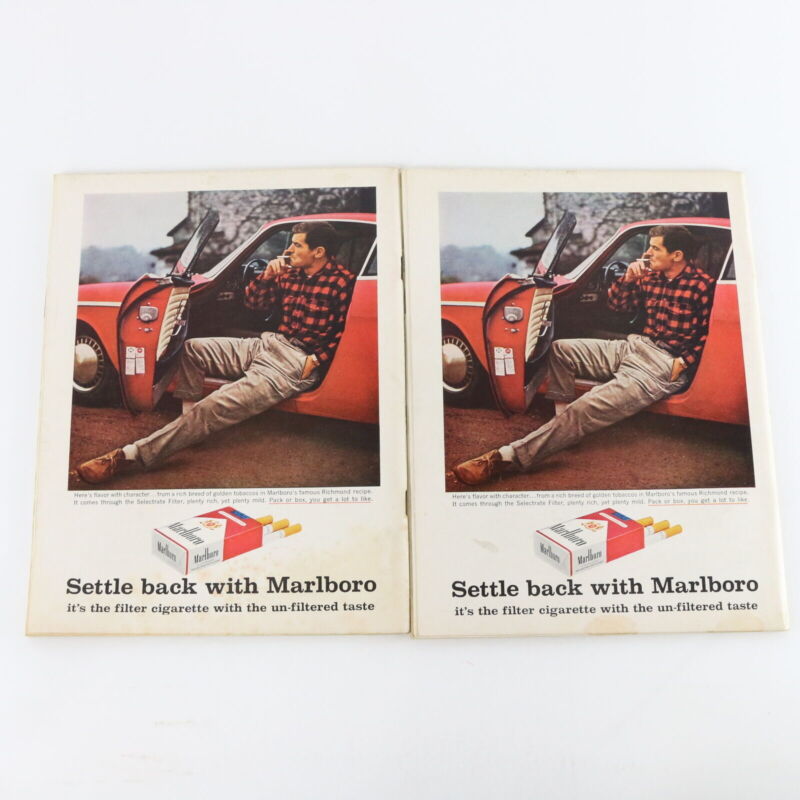 Here's flavor with character...from a rich breed of golden tobaccos in Marlboro's famous Richmond recipe.
It comes through the Selectrate Filter, plenty rich, yet plenty mild. Pack or box, you get a lot to like.
Marlboro
Marlboro
Marlboro
Settle back with Marlboro
it's the filter cigarette with the un-filtered taste
Here's flavor with character...from a rich breed of golden tobaccos in Marlboro's famous Richmond recipe.
It comes through the Selectrate Filter, plenty rich, yet plenty mild. Pack or box, you get a lot to like.
Marlboro
Marlboro
Marlboro
Settle back with Marlboro
it's the filter cigarette with the un-filtered taste